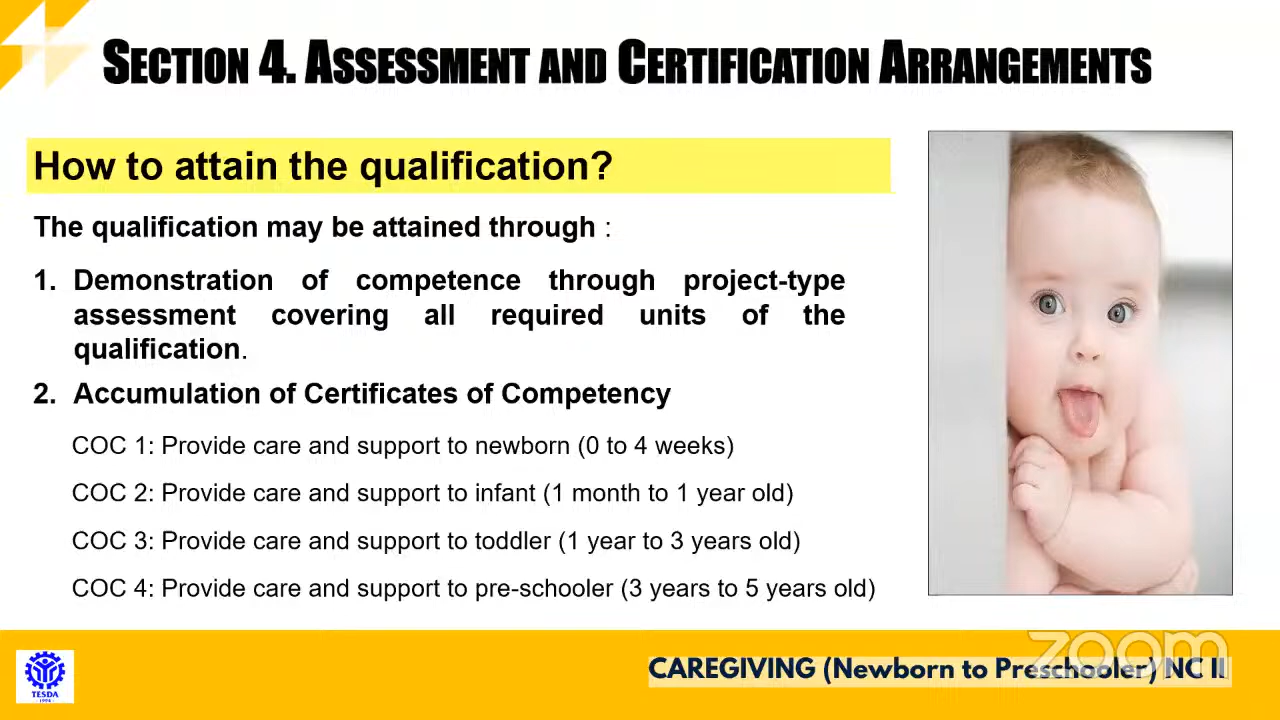 SECTION 4. ASSESSMENT AND CERTIFICATION ARRANGEMENTS
How to attain the qualification?
The qualification may be attained through :
1. Demonstration of competence through project-type
assessment covering all required units of the
qualification.
2. Accumulation of Certificates of Competency
COC 1: Provide care and support to newborn (0 to 4 weeks)
COC 2: Provide care and support to infant (1 month to 1 year old)
COC 3: Provide care and support to toddler (1 year to 3 years old)
COC 4: Provide care and support to pre-schooler (3 years to 5 years old)
zoom
CAREGIVING (Newborn to Preschooler) NC II
TESDA
1994